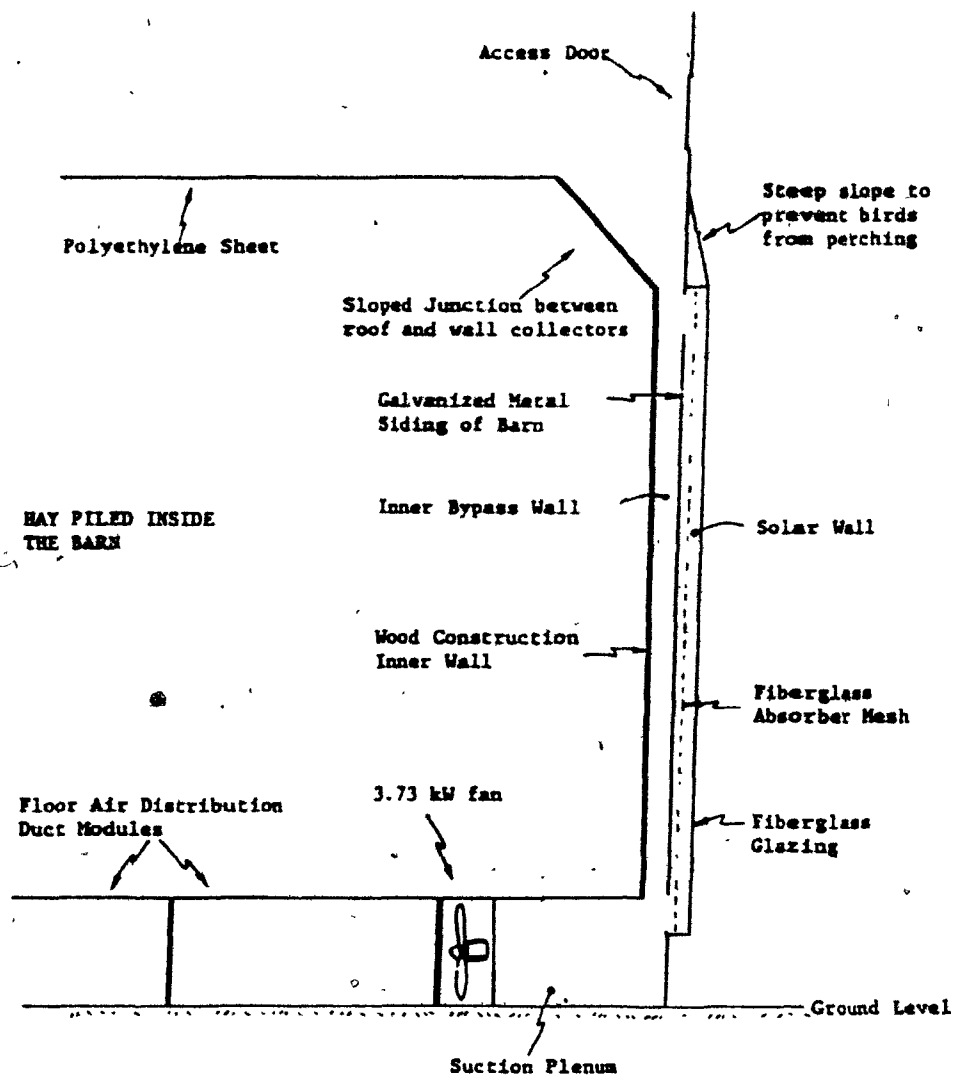 Access Door
Steep slope to
prevent birds
from perching
Polyethylene Sheet
Sloped Junction between
roof and wall collectors
Galvanized Metal
Siding of Barn
Inner Bypass Wall
HAY PILED INSIDE
THE BARN
Solar Wall
Wood Construction
Inner Wall
Fiberglass
Absorber Mesh
Floor Air Distribution
Duct Modules
3.73 kW fan
Fiberglass
Glazing
Ground Level
Suction Plenum